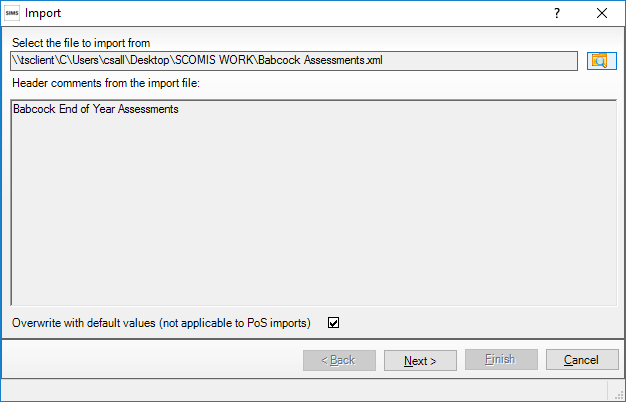 SIMS Import ?
Select the file to import from
\\tsclient\C\Users\csall\Desktop\SCOMIS WORK\Babcock Assessments.xml
Header comments from the import file:
Babcock End of Year Assessments
Overwrite with default values (not applicable to PoS imports)
< Back Next > Finish Cancel